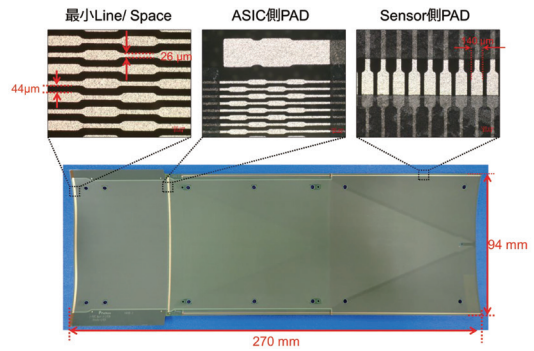 最小Line/ Space
ASIC側PAD
Sensor側PAD
26 um
44μm
94 mm
270 mm